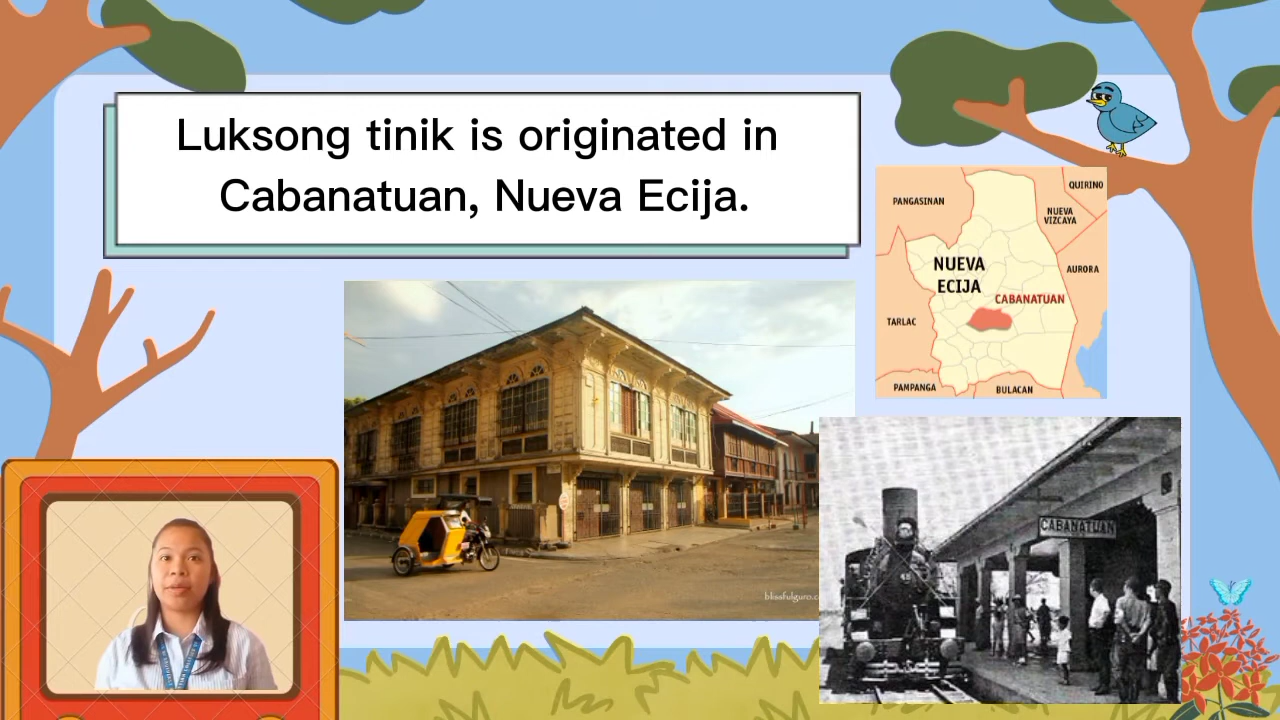 Luksong tinik is originated in
Cabanatuan, Nueva Ecija.
PANGASINAN
QUIRINO
NUEVA
VIZCAYA
NUEVA
ECIJA
AURORA
CABANATUAN
TARLAC
PAMPANGA
BULACAN
CABANATUAN